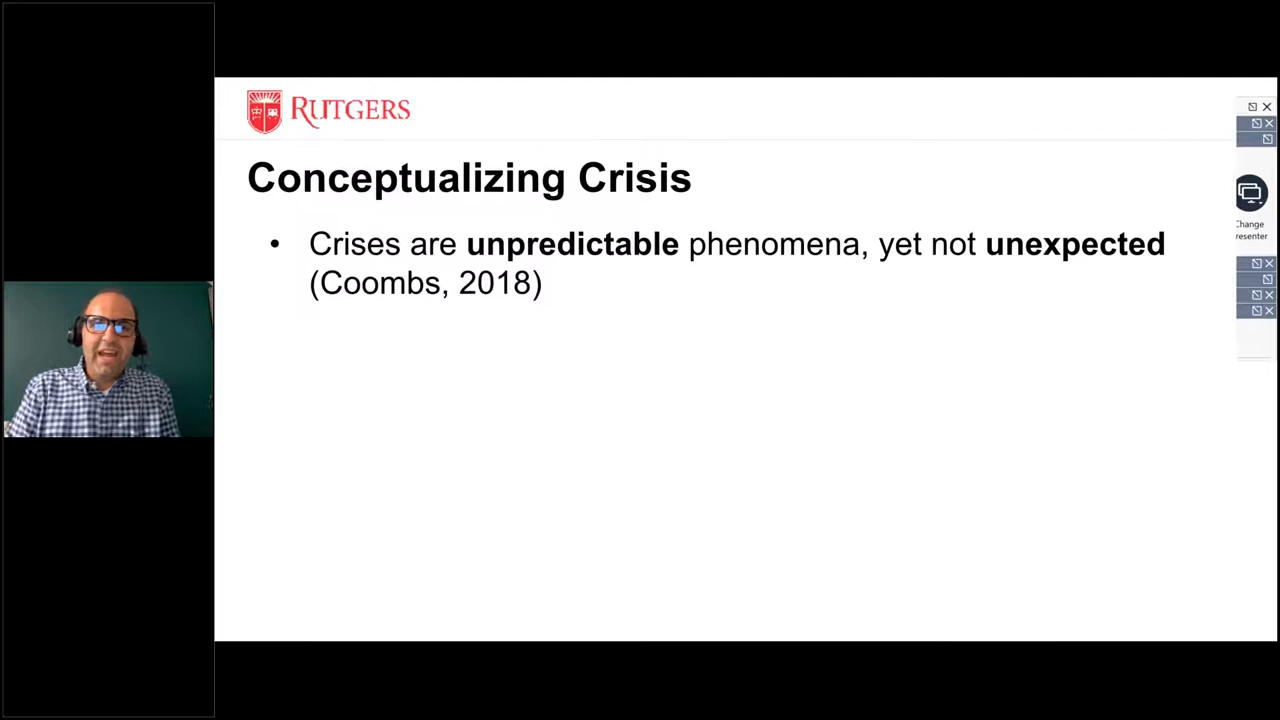 RUTGERS
Conceptualizing Crisis
• Crises are unpredictable phenomena, yet not unexpected
(Coombs, 2018)
Change
resenter